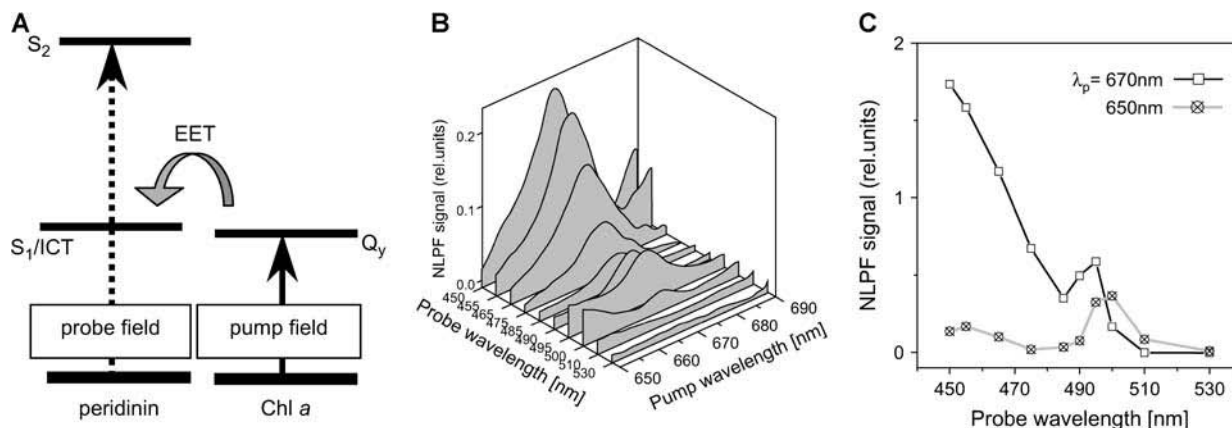 A
S2
EET
S1/ICT
Qy
probe field
pump field
peridinin
Chl a
B
NLPF signal (rel.units)
0.2
0.1
0.0
450
455
465
475
485
490
495
500
510
530
Probe wavelength [nm]
650
660
670
680
690
Pump wavelength [nm]
C
NLPF signal (rel.units)
2
1
0
λp= 670nm
650nm
450
470
490
510
530
Probe wavelength [nm]